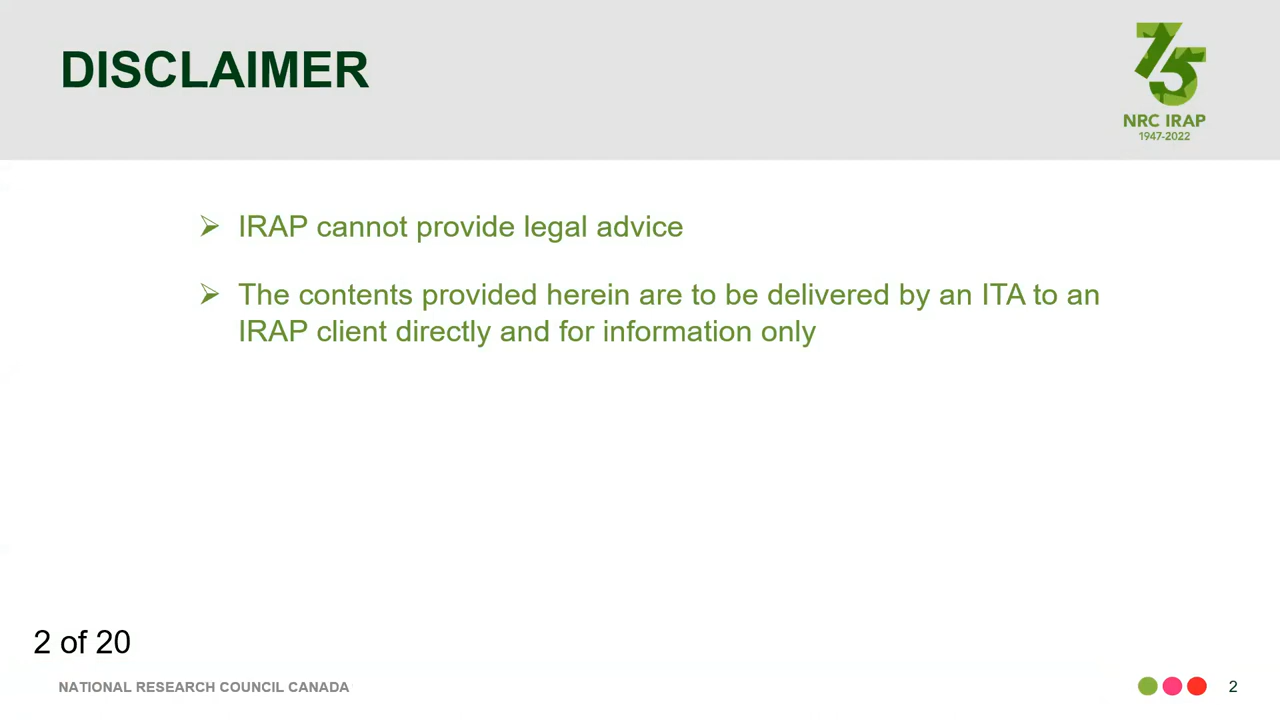 DISCLAIMER
75
NRC IRAP
1947-2022
➢ IRAP cannot provide legal advice
➢ The contents provided herein are to be delivered by an ITA to an
IRAP client directly and for information only
2 of 20
NATIONAL RESEARCH COUNCIL CANADA
2